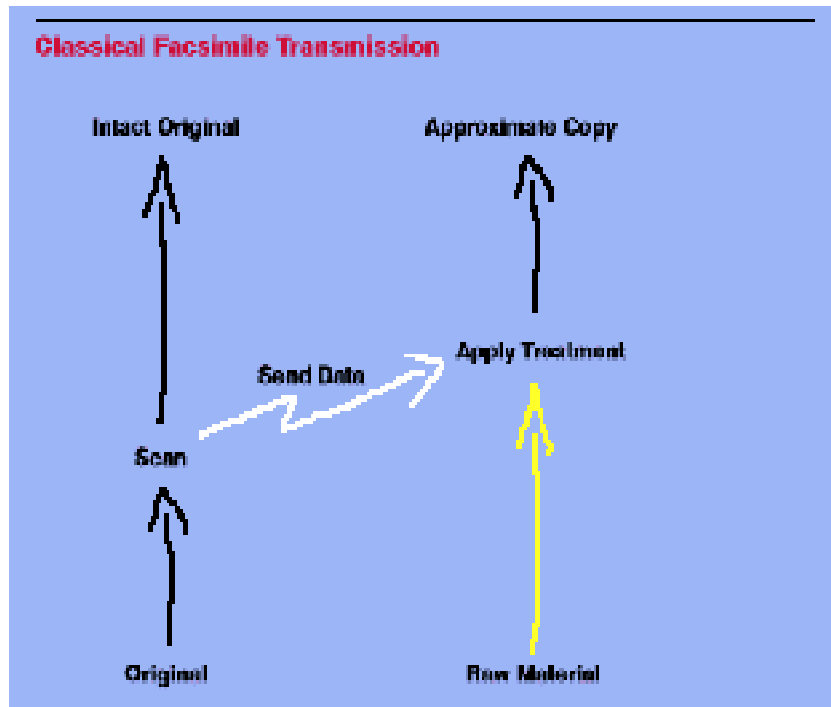 Classical Facsimile Transmission
Intact Original
Approximate Copy
Apply Treatment
Send Data
Scan
Original
Raw Material